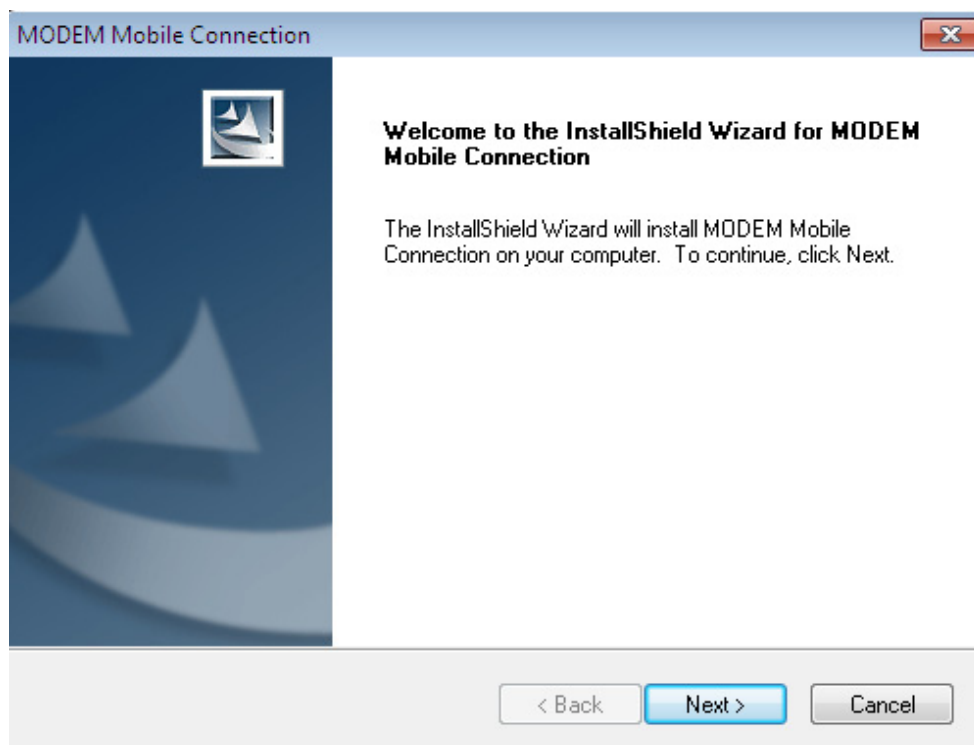 MODEM Mobile Connection
Welcome to the InstallShield Wizard for MODEM
Mobile Connection
The InstallShield Wizard will install MODEM Mobile
Connection on your computer. To continue, click Next.
< Back Next > Cancel